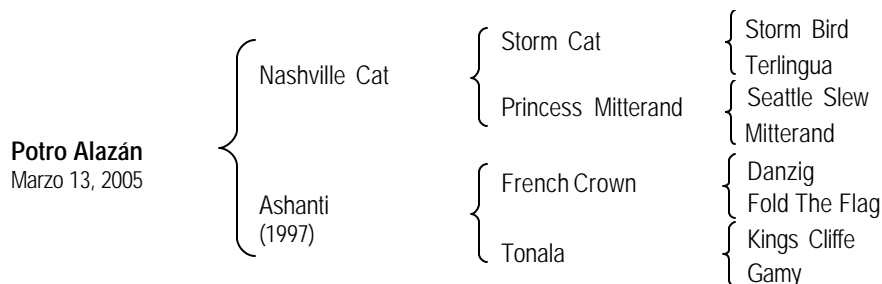 Potro Alazán
Marzo 13, 2005
Nashville Cat
Ashanti
(1997)
Storm Cat
Princess Mitterand
French Crown
Tonala
Storm Bird
Terlingua
Seattle Slew
Mitterand
Danzig
Fold The Flag
Kings Cliffe
Gamy